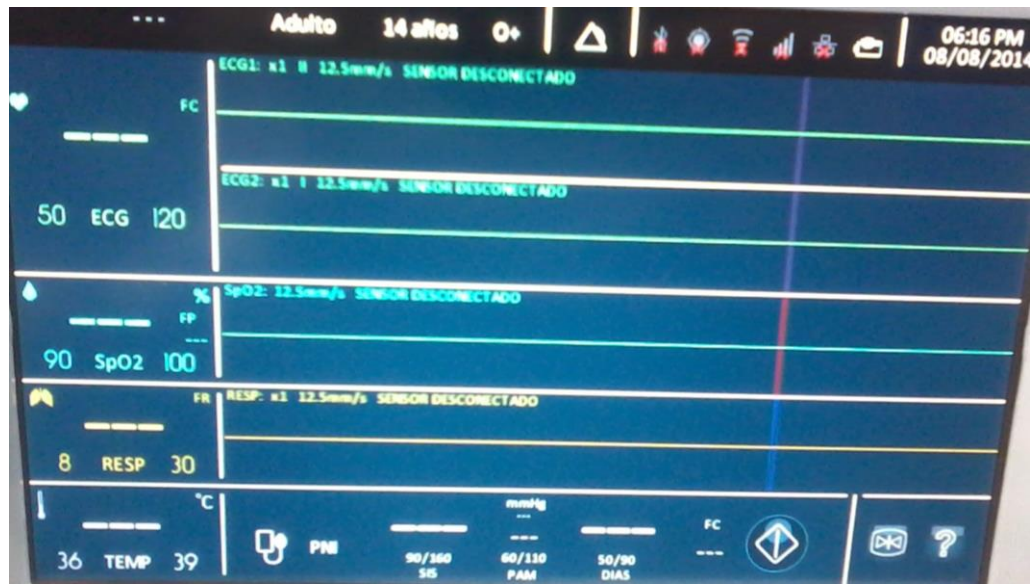 Adulto 14 años O+ 06:16 PM
08/08/2014
ECG1: x1 II 12.5mm/s SENSOR DESCONECTADO
FC
ECG2: x1 I 12.5mm/s SENSOR DESCONECTADO
50 ECG 120
% SpO2: 12.5mm/s SENSOR DESCONECTADO
FP
90 SpO2 100
FR RESP: x1 12.5mm/s SENSOR DESCONECTADO
8 RESP 30
°C mmHg
FC
PNI
36 TEMP 39
90/160 60/110 50/90
SIS PAM DIAS
?